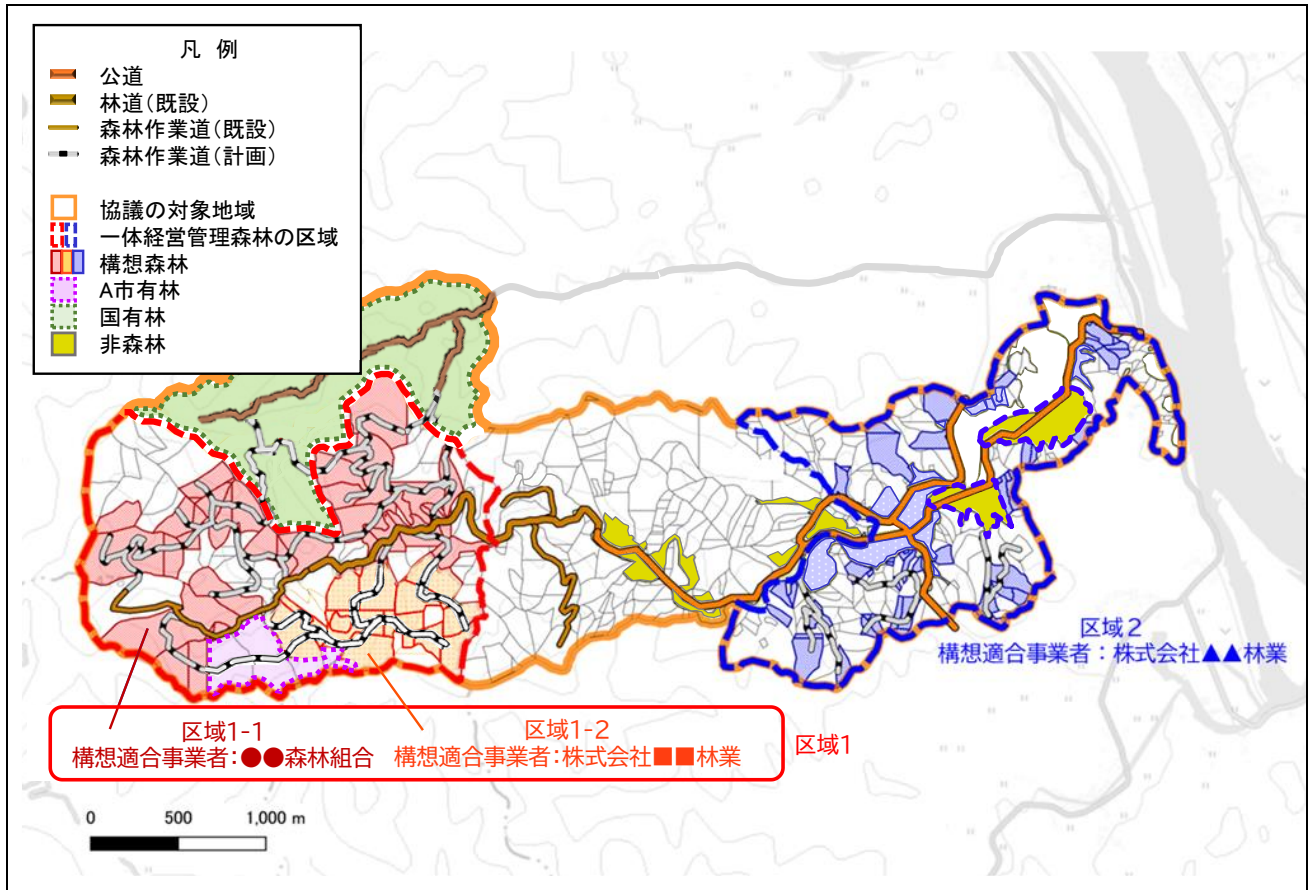 凡 例
公道
林道(既設)
森林作業道(既設)
森林作業道(計画)
協議の対象地域
一体経営管理森林の区域
構想森林
A市有林
国有林
非森林
区域2
構想適合事業者：株式会社▲▲林業
区域1-1
構想適合事業者：●●森林組合
区域1-2
構想適合事業者：株式会社■■林業
区域1
0 500 1,000 m